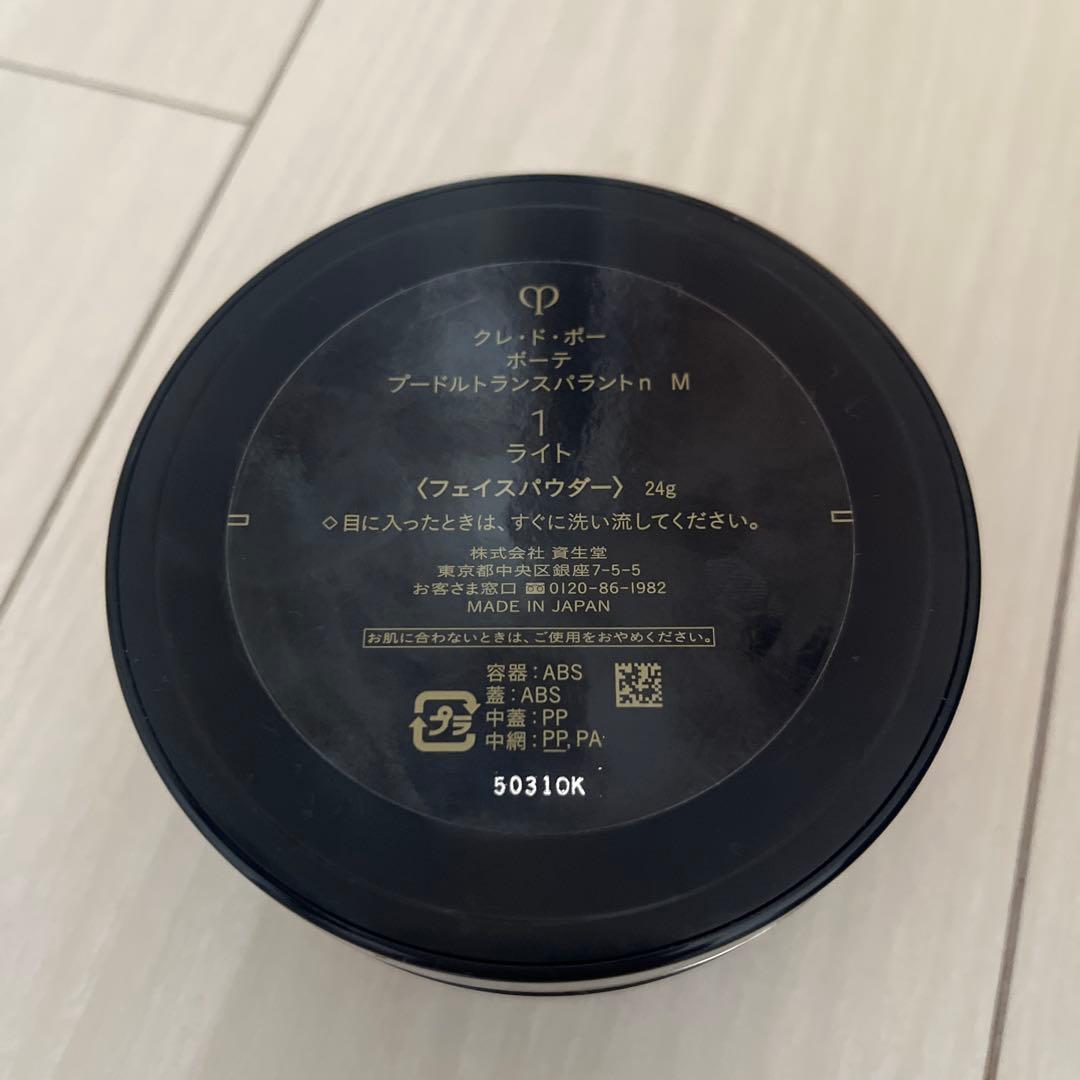 クレ・ド・ポー
ボーテ
プードルトランスパラントn M
1
ライト
〈フェイスパウダー〉 24g
◇目に入ったときは、すぐに洗い流してください。
株式会社 資生堂
東京都中央区銀座7-5-5
お客さま窓口 0120-86-1982
MADE IN JAPAN
お肌に合わないときは、ご使用をおやめください。
容器：ABS
蓋：ABS
プラ 中蓋：PP
中網：PP, PA
5031OK